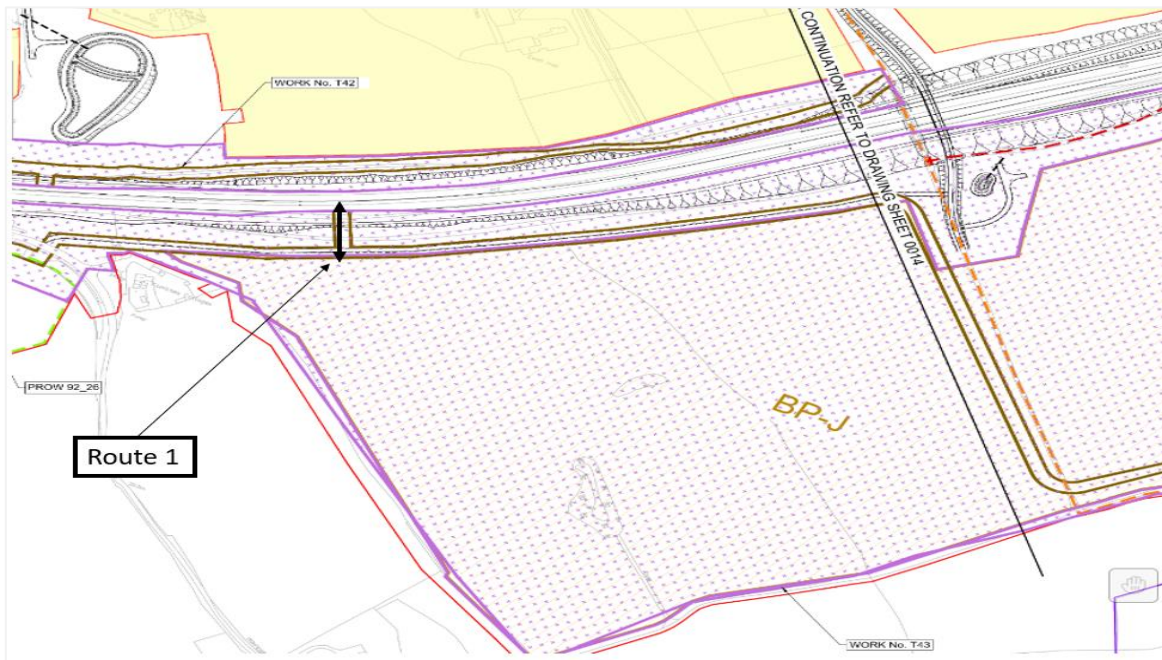 WORK No. T42
CONTINUATION REFER TO DRAWING SHEET 0014
PROW 92_26
BP-J
Route 1
WORK No. T43